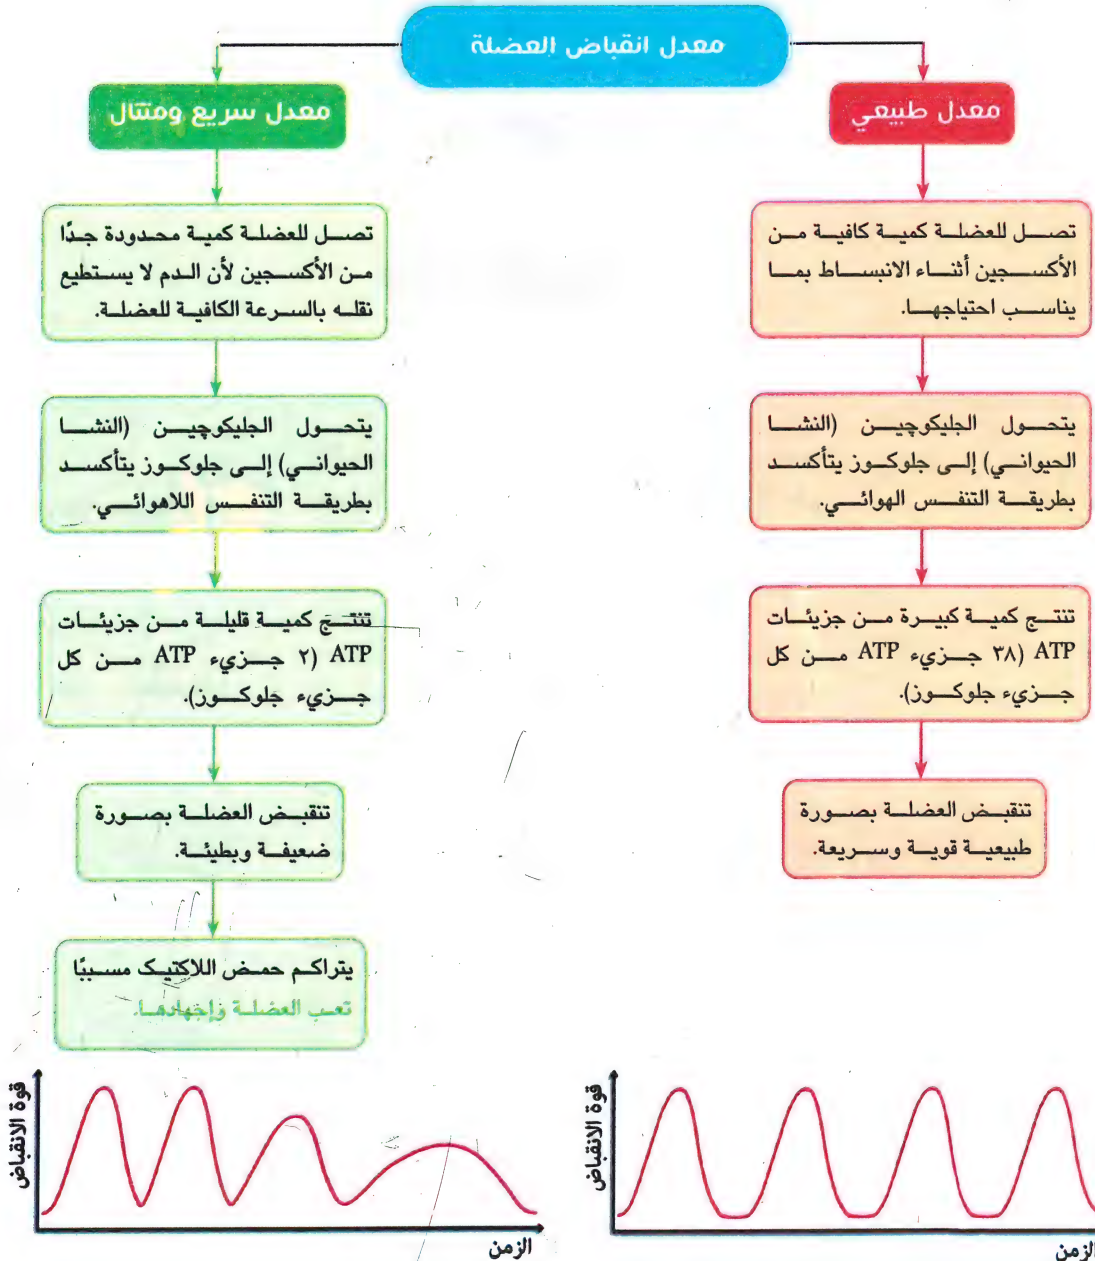 معدل انقباض العضلة
معدل طبيعي
تصل للعضلة كمية كافية من
الأكسجين أثناء الانبساط بما
يناسب احتياجها.
يتحول الجليكوچين (النشا
الحيواني) إلى جلوكوز يتأكسد
بطريقة التنفس الهوائي.
تنتج كمية كبيرة من جزيئات
ATP (٣٨ جزيء ATP من كل
جزيء جلوكوز).
تنقبض العضلة بصورة
طبيعية قوية وسريعة.
معدل سريع ومتتال
تصل للعضلة كمية محدودة جدًا
من الأكسجين لأن الدم لا يستطيع
نقله بالسرعة الكافية للعضلة.
يتحول الجليكوچين (النشا
الحيواني) إلى جلوكوز يتأكسد
بطريقة التنفس اللاهوائي.
تنتج كمية قليلة من جزيئات
ATP (٢ جزيء ATP من كل
جزيء جلوكوز).
تنقبض العضلة بصورة
ضعيفة وبطيئة.
يتراكم حمض اللاكتيك مسببًا
تعب العضلة وإجهادها.
قوة الانقباض
الزمن
قوة الانقباض
الزمن